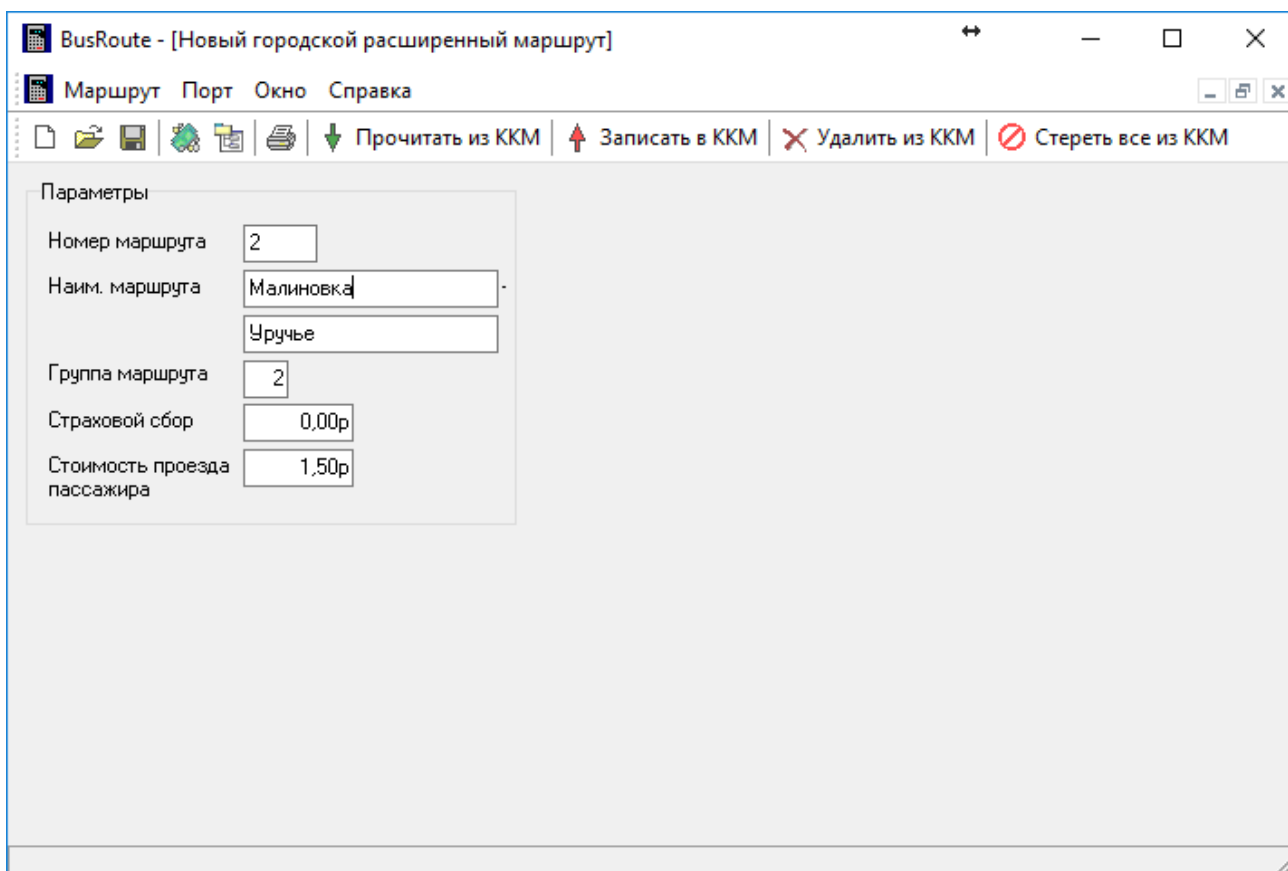 BusRoute - [Новый городской расширенный маршрут]
Маршрут Порт Окно Справка
Прочитать из ККМ Записать в ККМ Удалить из ККМ Стереть все из ККМ
Параметры
Номер маршрута 2
Наим. маршрута Малиновка -
Уручье
Группа маршрута 2
Страховой сбор 0,00р
Стоимость проезда 1,50р
пассажира